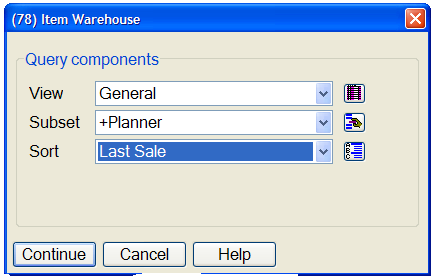 (78) Item Warehouse
Query components
View General
Subset +Planner
Sort Last Sale
Continue Cancel Help